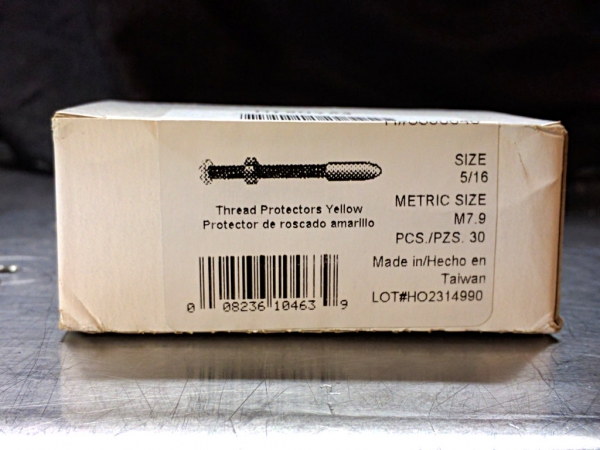 SIZE
5/16
METRIC SIZE
M7.9
PCS./PZS. 30
Thread Protectors Yellow
Protector de roscado amarillo
Made in/Hecho en
Taiwan
LOT#HO2314990
0 08236 10463 9